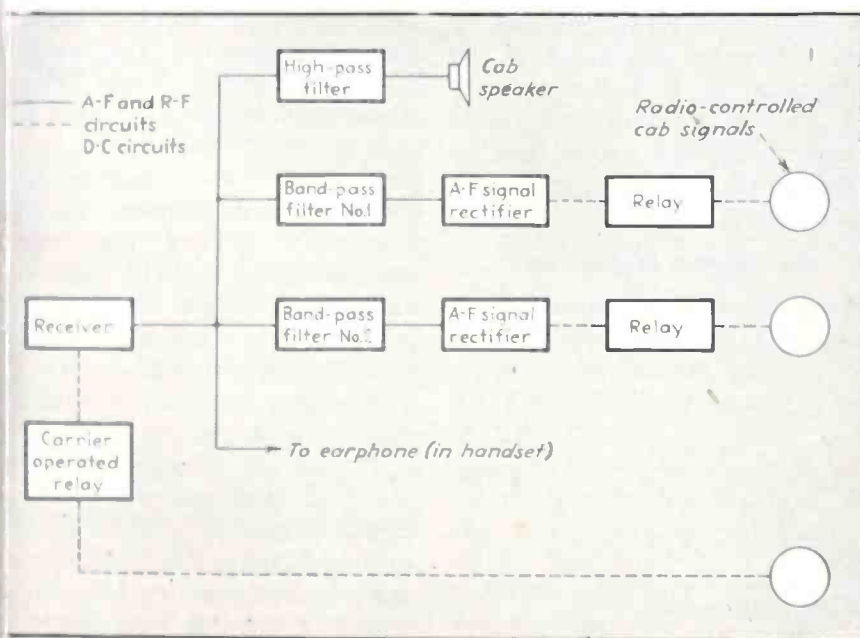 High-pass
filter
Cab
speaker
A-F and R-F
circuits
D-C circuits
Radio-controlled
cab signals
Band-pass
filter No.1
A-F signal
rectifier
Relay
Receiver
Band-pass
filter No.
A-F signal
rectifier
Relay
Carrier
operated
relay
To earphone (in handset)